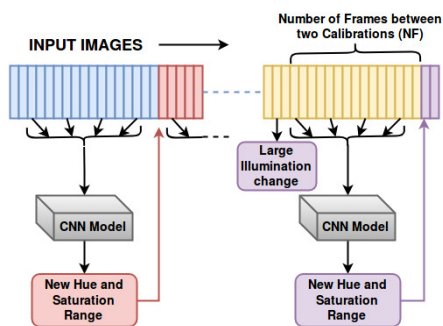 INPUT IMAGES
Number of Frames between
two Calibrations (NF)
Large
Illumination
change
CNN Model
CNN Model
New Hue and
Saturation
Range
New Hue and
Saturation
Range